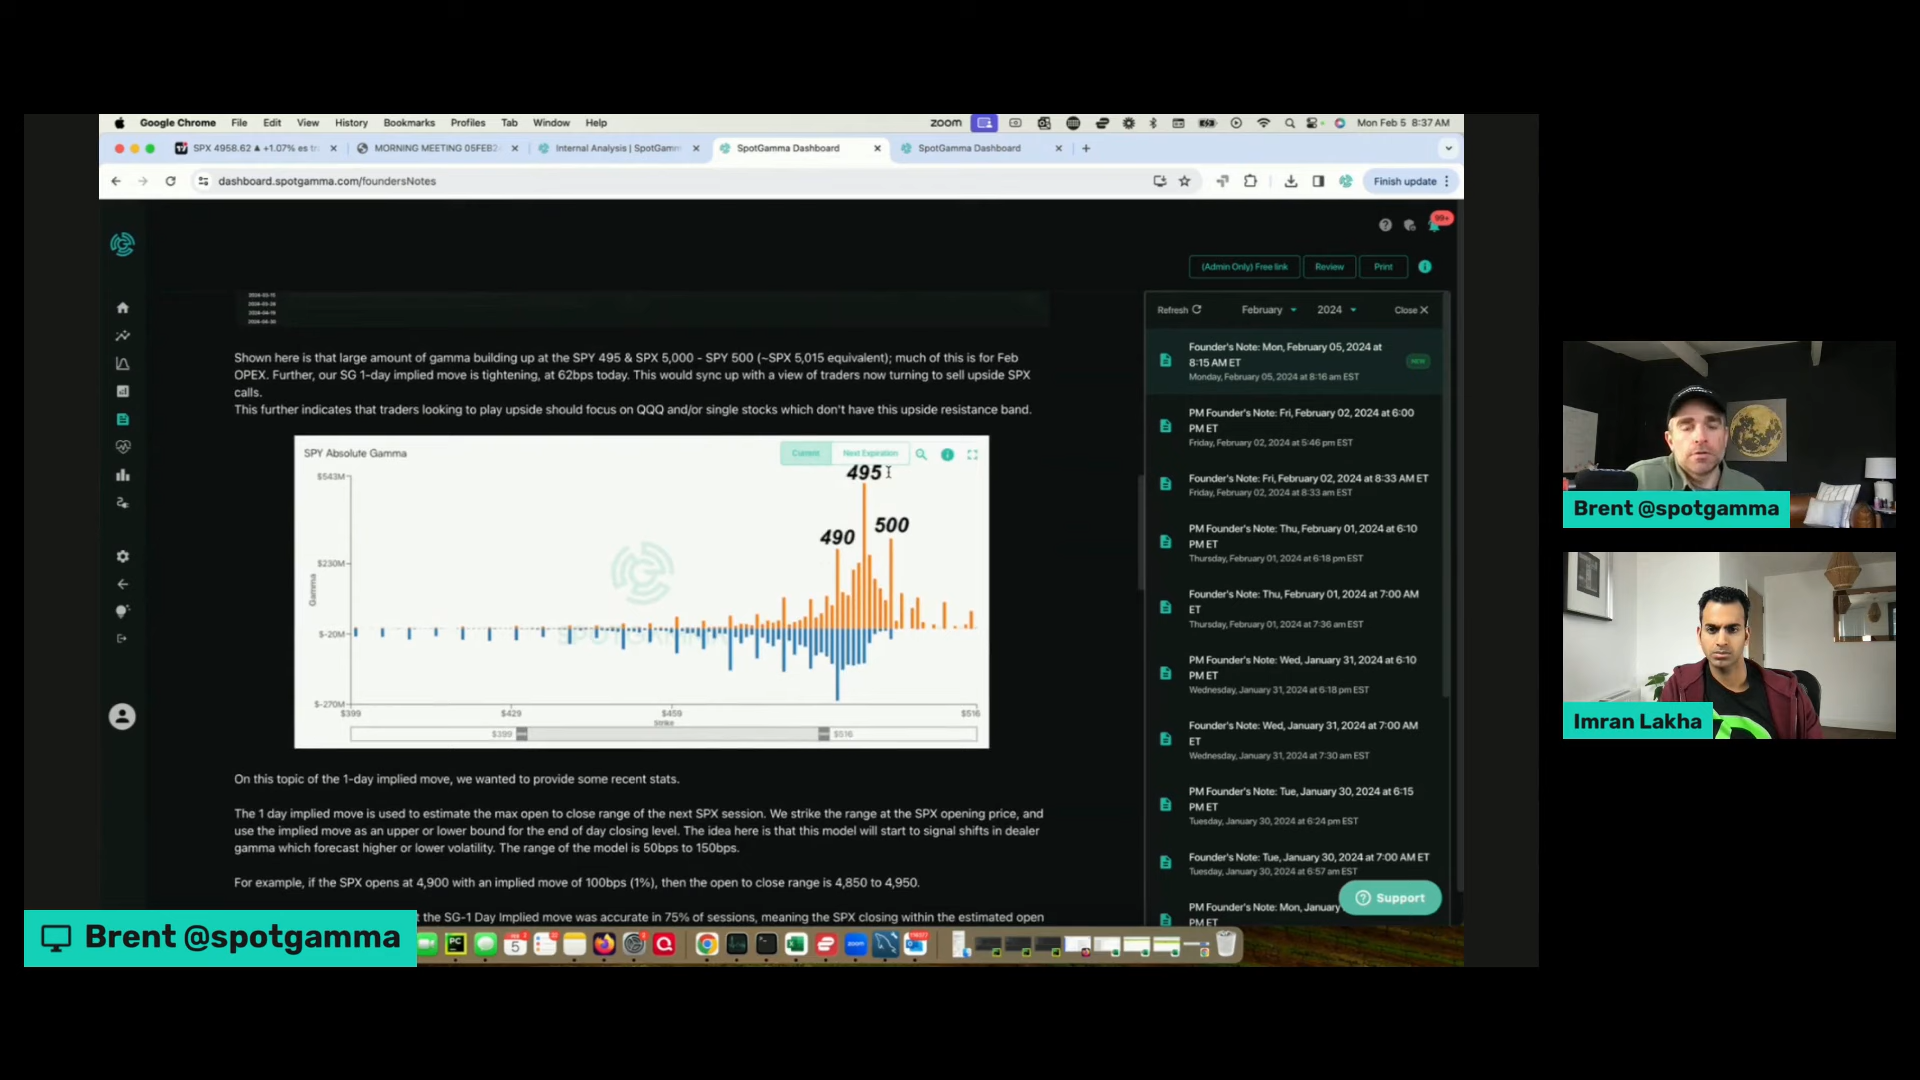 Google Chrome File Edit View History Bookmarks Profiles Tab Window Help
zoom
Mon Feb 5 8:37 AM
SPX 4958.62 ▲ +1.07% es
MORNING MEETING 05FEB2
Internal Analysis | SpotGamm
SpotGamma Dashboard
SpotGamma Dashboard
dashboard.spotgamma.com/foundersNotes
Finish update
99+
(Admin Only) Free link
Review
Print
2024-03-15
2024-03-28
2024-04-19
2024-04-30
Shown here is that large amount of gamma building up at the SPY 495 & SPX 5,000 - SPY 500 (~SPX 5,015 equivalent); much of this is for Feb
OPEX. Further, our SG 1-day implied move is tightening, at 62bps today. This would sync up with a view of traders now turning to sell upside SPX
calls.
This further indicates that traders looking to play upside should focus on QQQ and/or single stocks which don't have this upside resistance band.
SPY Absolute Gamma
Current
Next Expiration
$543M
$230M
$-20M
$-270M
Gamma
495
490
500
SPOTGAMMA
$399
$429
$459
$516
Strike
$399
$516
On this topic of the 1-day implied move, we wanted to provide some recent stats.
The 1 day implied move is used to estimate the max open to close range of the next SPX session. We strike the range at the SPX opening price, and
use the implied move as an upper or lower bound for the end of day closing level. The idea here is that this model will start to signal shifts in dealer
gamma which forecast higher or lower volatility. The range of the model is 50bps to 150bps.
For example, if the SPX opens at 4,900 with an implied move of 100bps (1%), then the open to close range is 4,850 to 4,950.
t the SG-1 Day Implied move was accurate in 75% of sessions, meaning the SPX closing within the estimated open
Refresh
February
2024
Close
Founder's Note: Mon, February 05, 2024 at
8:15 AM ET
Monday, February 05, 2024 at 8:16 am EST
NEW
PM Founder's Note: Fri, February 02, 2024 at 6:00
PM ET
Friday, February 02, 2024 at 5:46 pm EST
Founder's Note: Fri, February 02, 2024 at 8:33 AM ET
Friday, February 02, 2024 at 8:33 am EST
PM Founder's Note: Thu, February 01, 2024 at 6:10
PM ET
Thursday, February 01, 2024 at 6:18 pm EST
Founder's Note: Thu, February 01, 2024 at 7:00 AM
ET
Thursday, February 01, 2024 at 7:36 am EST
PM Founder's Note: Wed, January 31, 2024 at 6:10
PM ET
Wednesday, January 31, 2024 at 6:18 pm EST
Founder's Note: Wed, January 31, 2024 at 7:00 AM
ET
Wednesday, January 31, 2024 at 7:30 am EST
PM Founder's Note: Tue, January 30, 2024 at 6:15
PM ET
Tuesday, January 30, 2024 at 6:24 pm EST
Founder's Note: Tue, January 30, 2024 at 7:00 AM ET
Tuesday, January 30, 2024 at 6:57 am EST
PM Founder's Note: Mon, January
PM ET
Support
PC
5
zoom
Brent @spotgamma
Brent @spotgamma
Imran Lakha